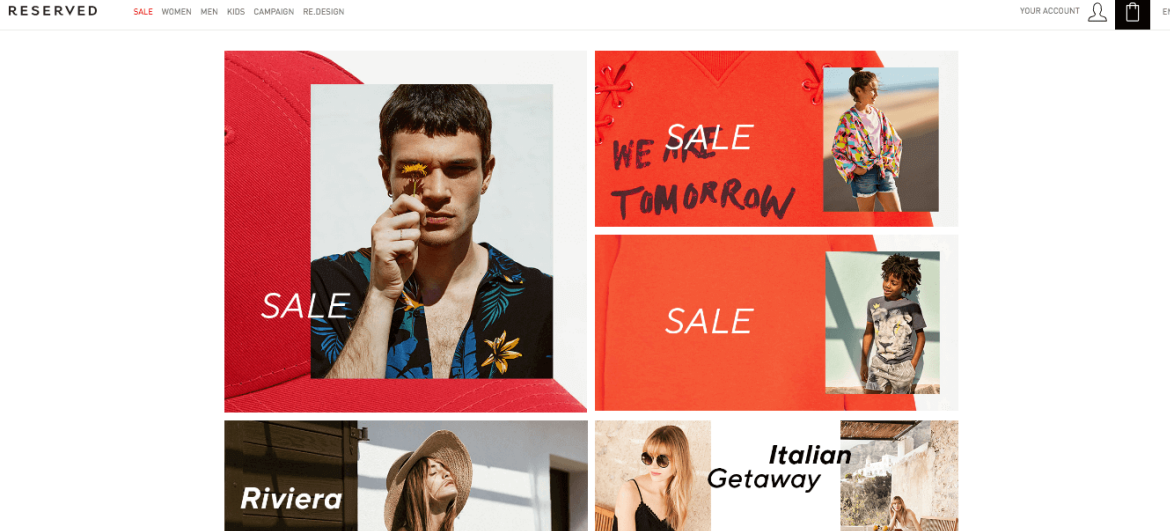 RESERVED
SALE WOMEN MEN KIDS CAMPAIGN RE.DESIGN
YOUR ACCOUNT
EN
SALE
SALE
WE ARE
TOMORROW
SALE
Riviera
Italian
Getaway